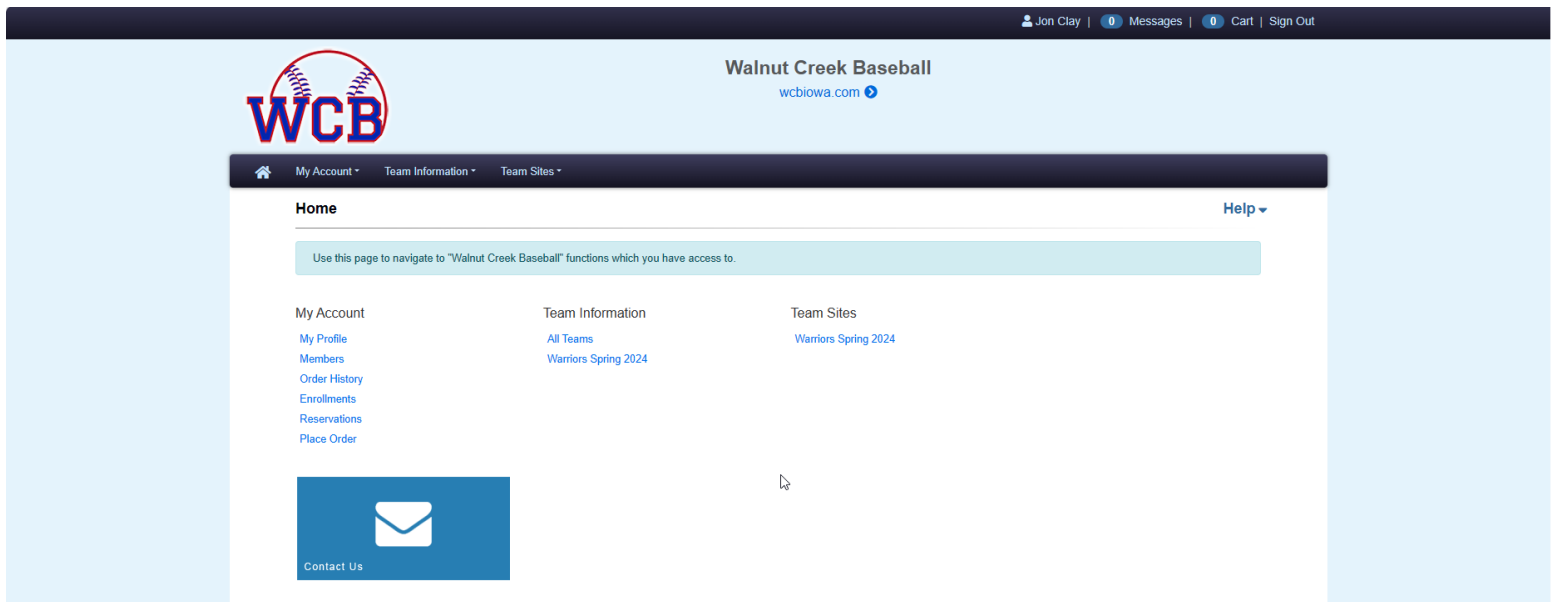 Jon Clay | 0 Messages | 0 Cart | Sign Out
WCB
Walnut Creek Baseball
wcbiowa.com
My Account Team Information Team Sites
Home Help
Use this page to navigate to "Walnut Creek Baseball" functions which you have access to.
My Account Team Information Team Sites
My Profile All Teams Warriors Spring 2024
Members Warriors Spring 2024
Order History
Enrollments
Reservations
Place Order
Contact Us